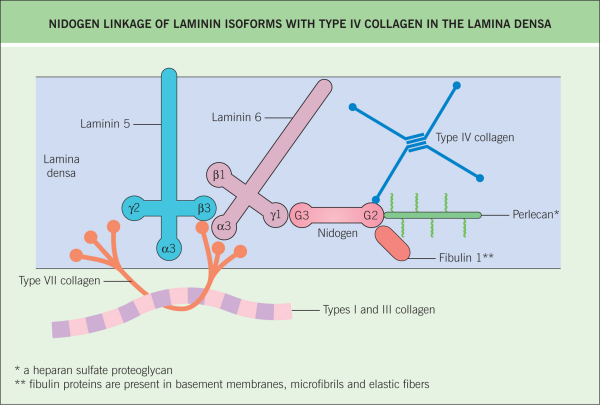 NIDOGEN LINKAGE OF LAMININ ISOFORMS WITH TYPE IV COLLAGEN IN THE LAMINA DENSA
Laminin 5
Laminin 6
Type IV collagen
Lamina
densa
β1
γ2
β3
α3
γ1
α3
G3
G2
Nidogen
Perlecan*
Fibulin 1**
Type VII collagen
Types I and III collagen
* a heparan sulfate proteoglycan
** fibulin proteins are present in basement membranes, microfibrils and elastic fibers